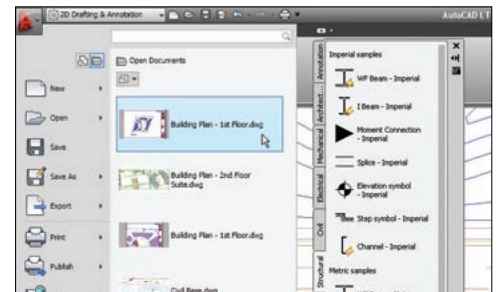 2D Drafting & Annotation
AutoCAD LT
Open Documents
New
Open
Save
Save As
Export
Print
Publish
Building Plan - 1st Floor.dwg
Building Plan - 2nd Floor
Suite.dwg
Building Plan - 1st Floor.dwg
Civil Base.dwg
Annotation
Architect...
Mechanical
Electrical
Civil
Structural
Imperial samples
WF Beam - Imperial
I Beam - Imperial
Moment Connection
- Imperial
Splice - Imperial
Elevation symbol
- Imperial
Step symbol - Imperial
Channel - Imperial
Metric samples